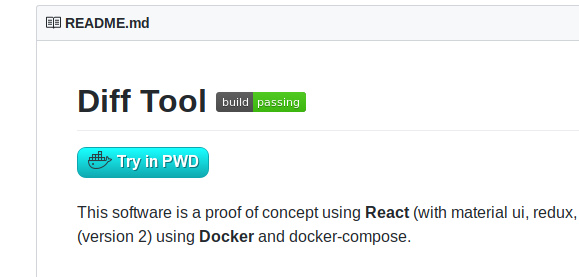 README.md
Diff Tool build passing
Try in PWD
This software is a proof of concept using React (with material ui, redux,
(version 2) using Docker and docker-compose.